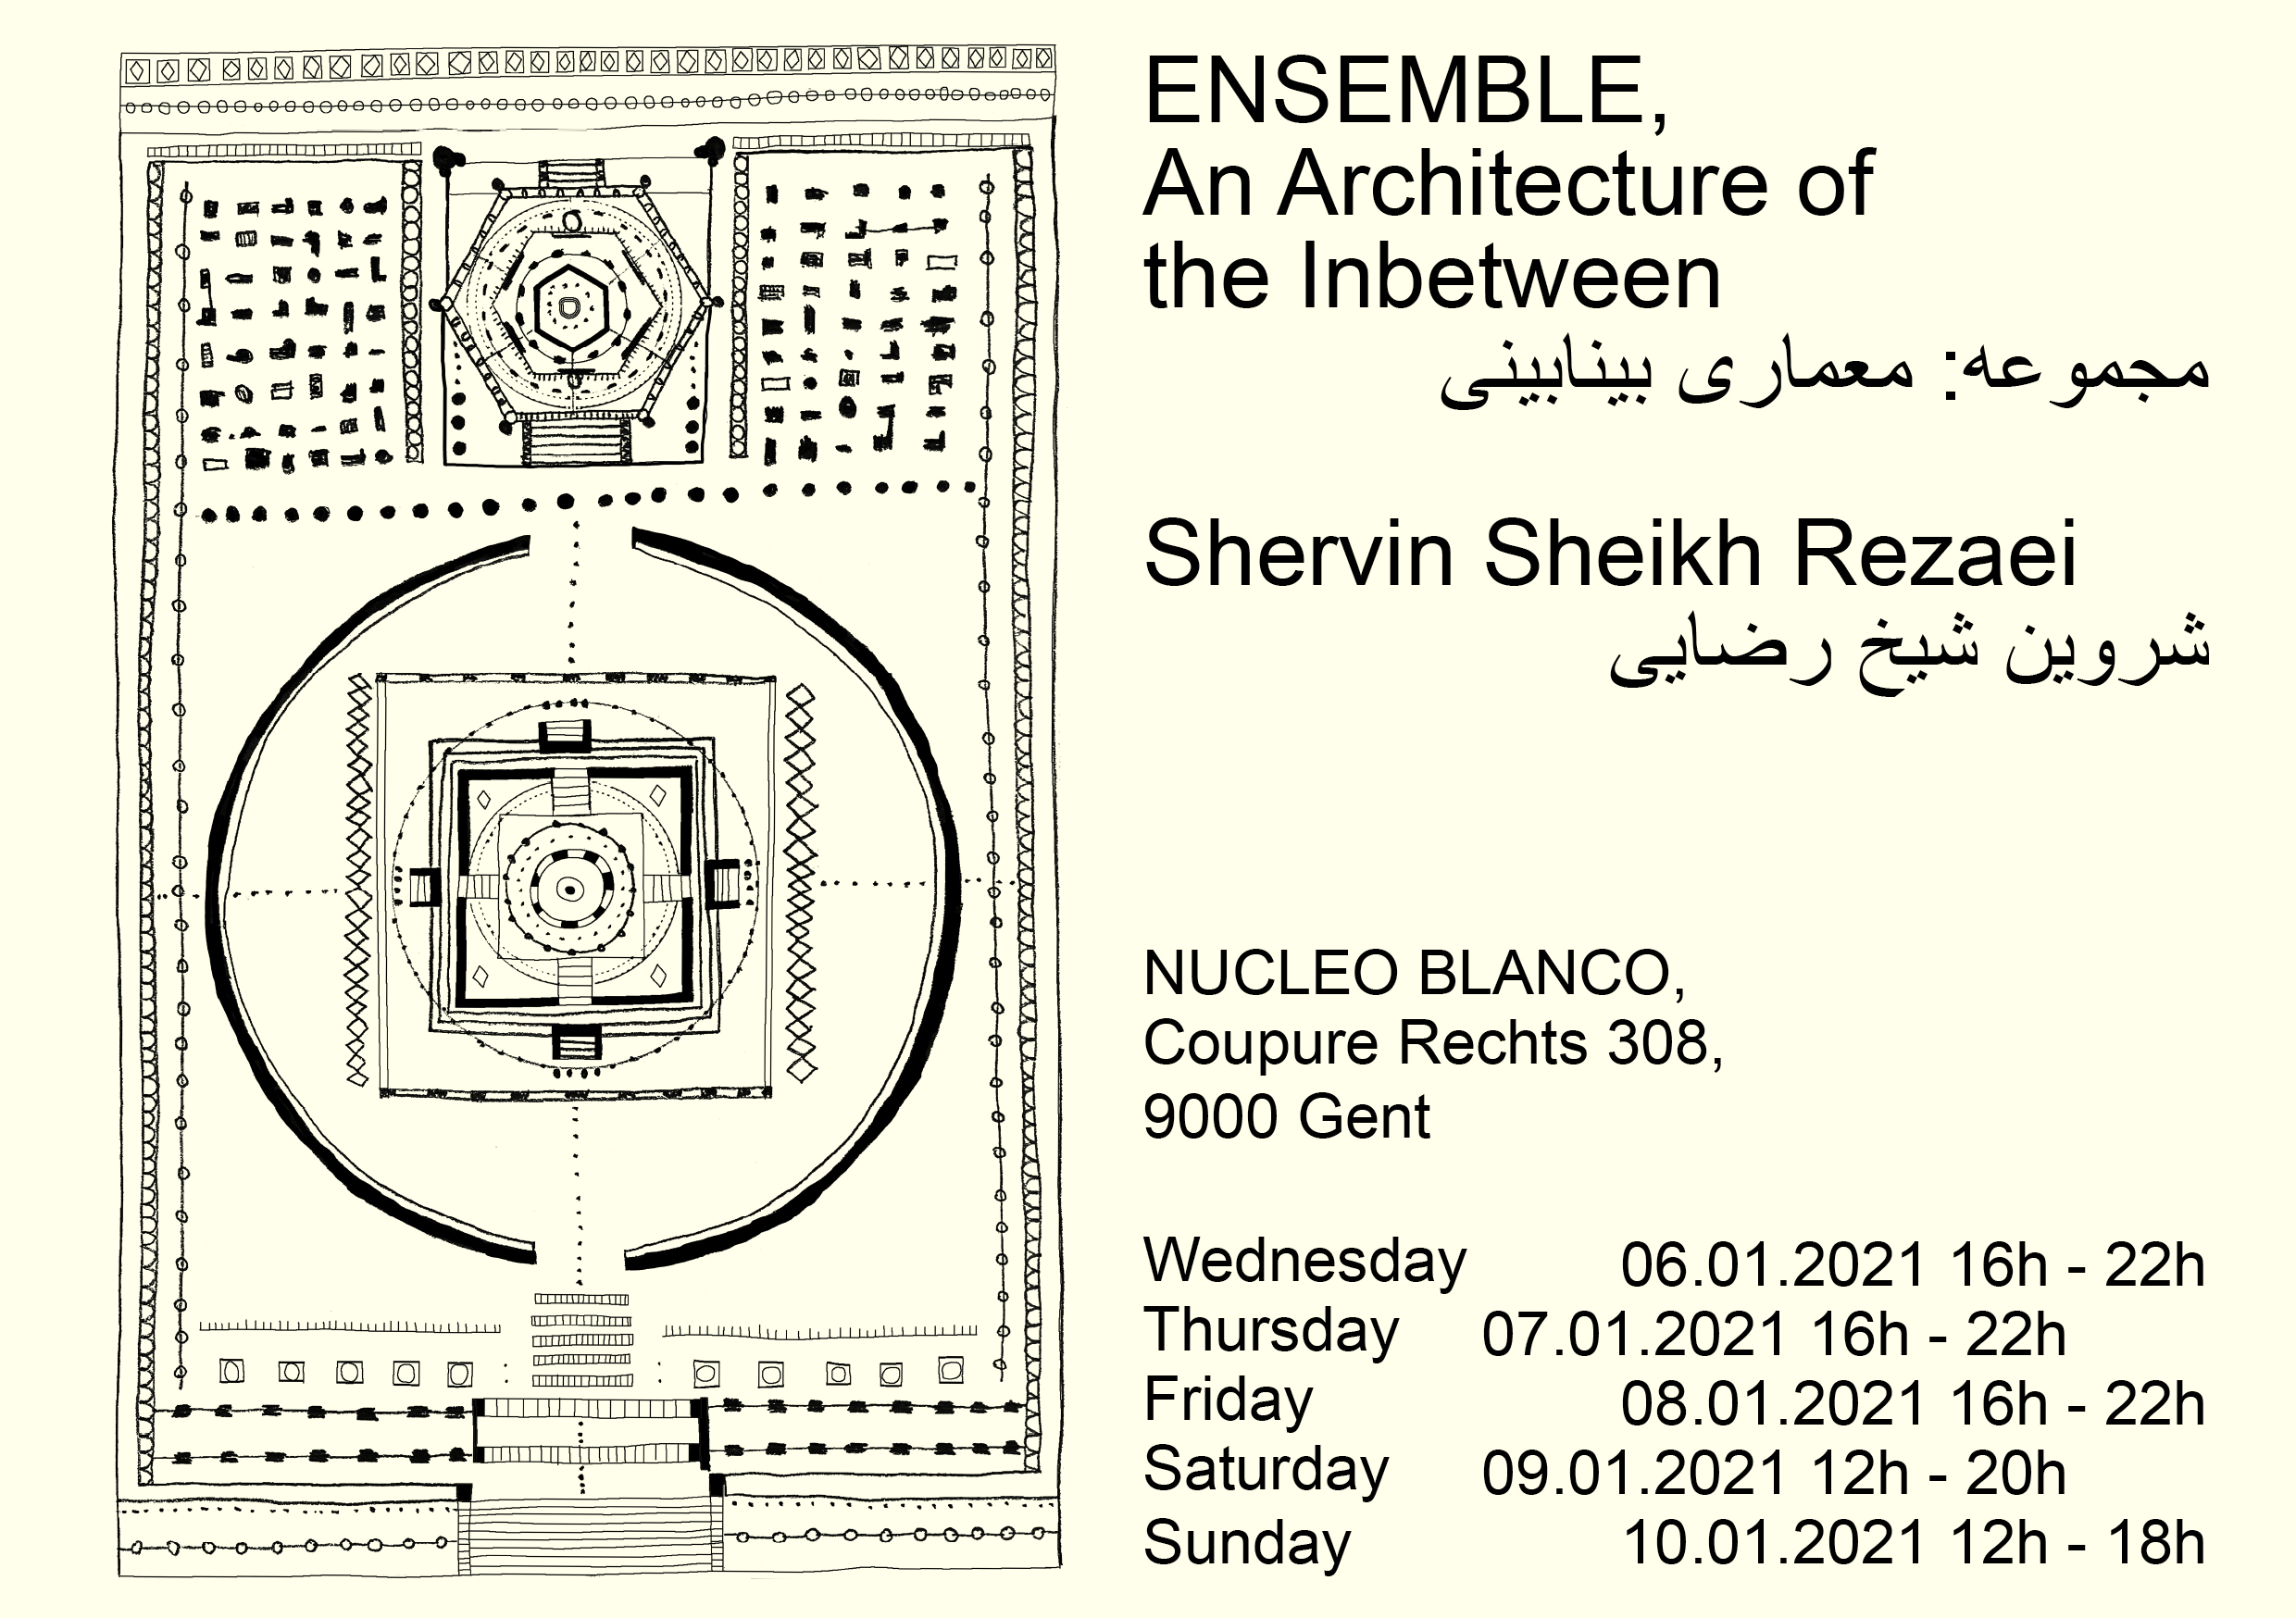 ENSEMBLE,
An Architecture of
the Inbetween
مجموعه: معماری بینابینی
Shervin Sheikh Rezaei
شروین شیخ رضایی
NUCLEO BLANCO,
Coupure Rechts 308,
9000 Gent
Wednesday 06.01.2021 16h - 22h
Thursday 07.01.2021 16h - 22h
Friday 08.01.2021 16h - 22h
Saturday 09.01.2021 12h - 20h
Sunday 10.01.2021 12h - 18h